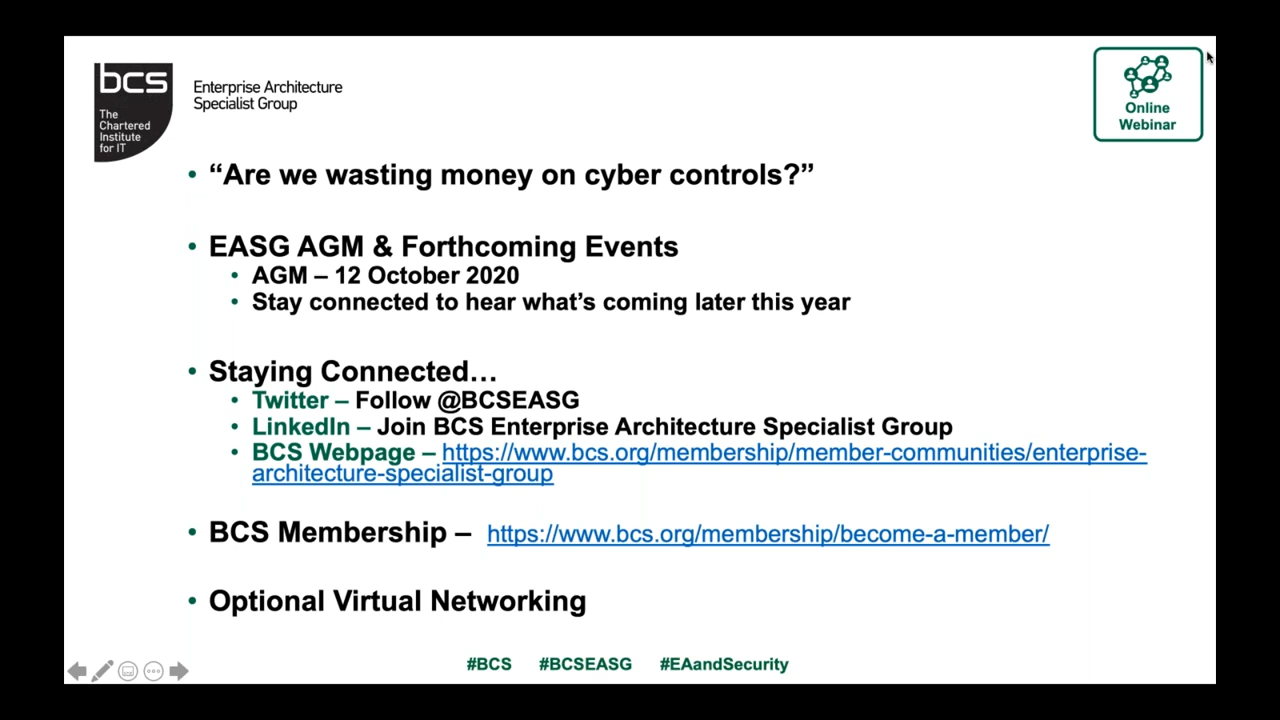 bcs
The
Chartered
Institute
for IT
Enterprise Architecture
Specialist Group
Online
Webinar
• “Are we wasting money on cyber controls?”
• EASG AGM & Forthcoming Events
• AGM – 12 October 2020
• Stay connected to hear what’s coming later this year
• Staying Connected…
• Twitter – Follow @BCSEASG
• LinkedIn – Join BCS Enterprise Architecture Specialist Group
• BCS Webpage – https://www.bcs.org/membership/member-communities/enterprise-
architecture-specialist-group
• BCS Membership – https://www.bcs.org/membership/become-a-member/
• Optional Virtual Networking
#BCS #BCSEASG #EAandSecurity